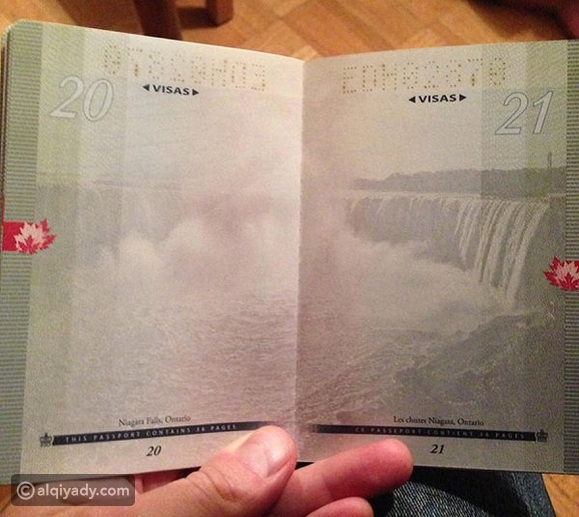 20
◀VISAS▶
Niagara Falls, Ontario
THIS PASSPORT CONTAINS 36 PAGES
20
◀VISAS▶
21
Les chutes Niagara, Ontario
CE PASSEPORT CONTIENT 36 PAGES
21
© alqiyady.com